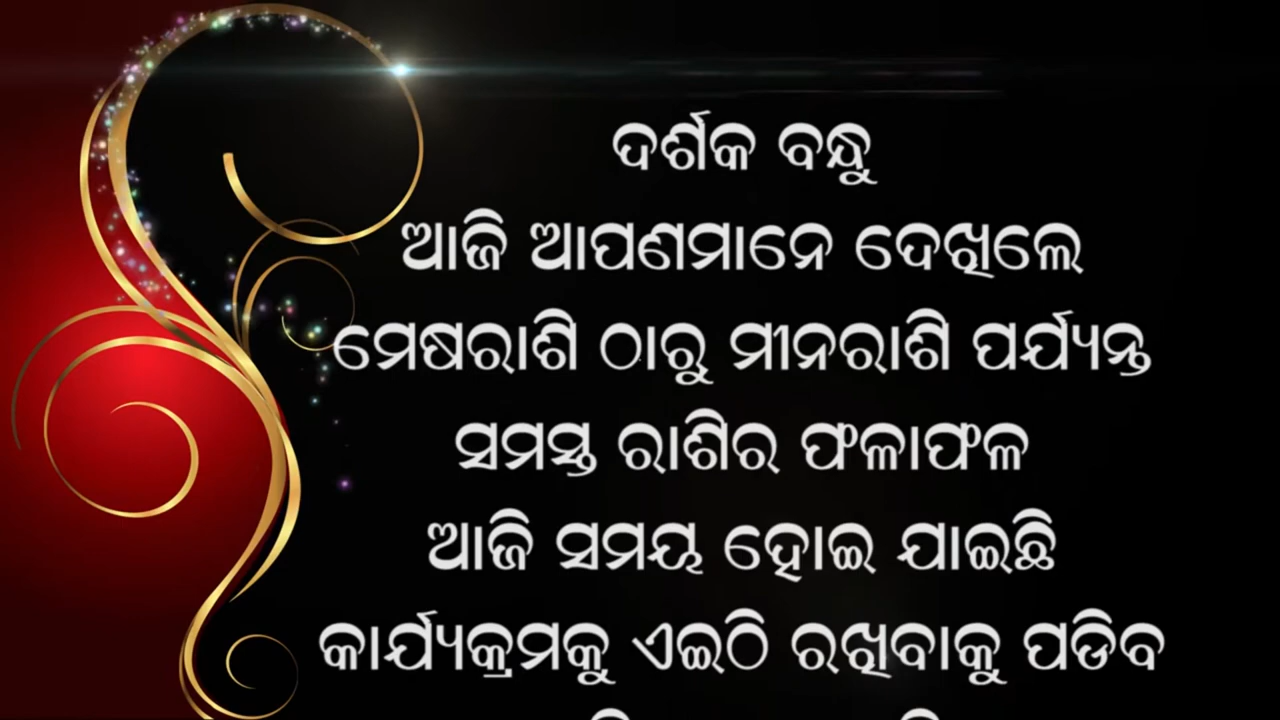 ଦର୍ଶକ ବନ୍ଧୁ
ଆଜି ଆପଣମାନେ ଦେଖିଲେ
ମେଷରାଶି ଠାରୁ ମୀନରାଶି ପର୍ଯ୍ୟନ୍ତ
ସମସ୍ତ ରାଶିର ଫଳାଫଳ
ଆଜି ସମୟ ହୋଇ ଯାଇଛି
କାର୍ଯ୍ୟକ୍ରମକୁ ଏଇଠି ରଖିବାକୁ ପଡିବ